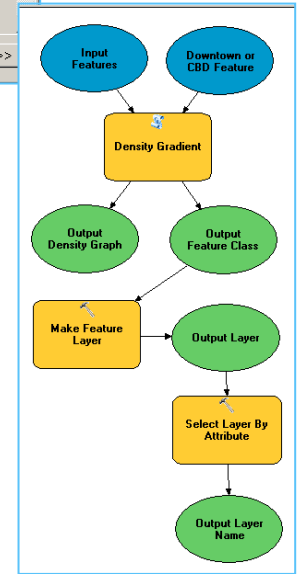 >>
Input
Features
Downtown or
CBD Feature
Density Gradient
Output
Density Graph
Output
Feature Class
Make Feature
Layer
Output Layer
Select Layer By
Attribute
Output Layer
Name